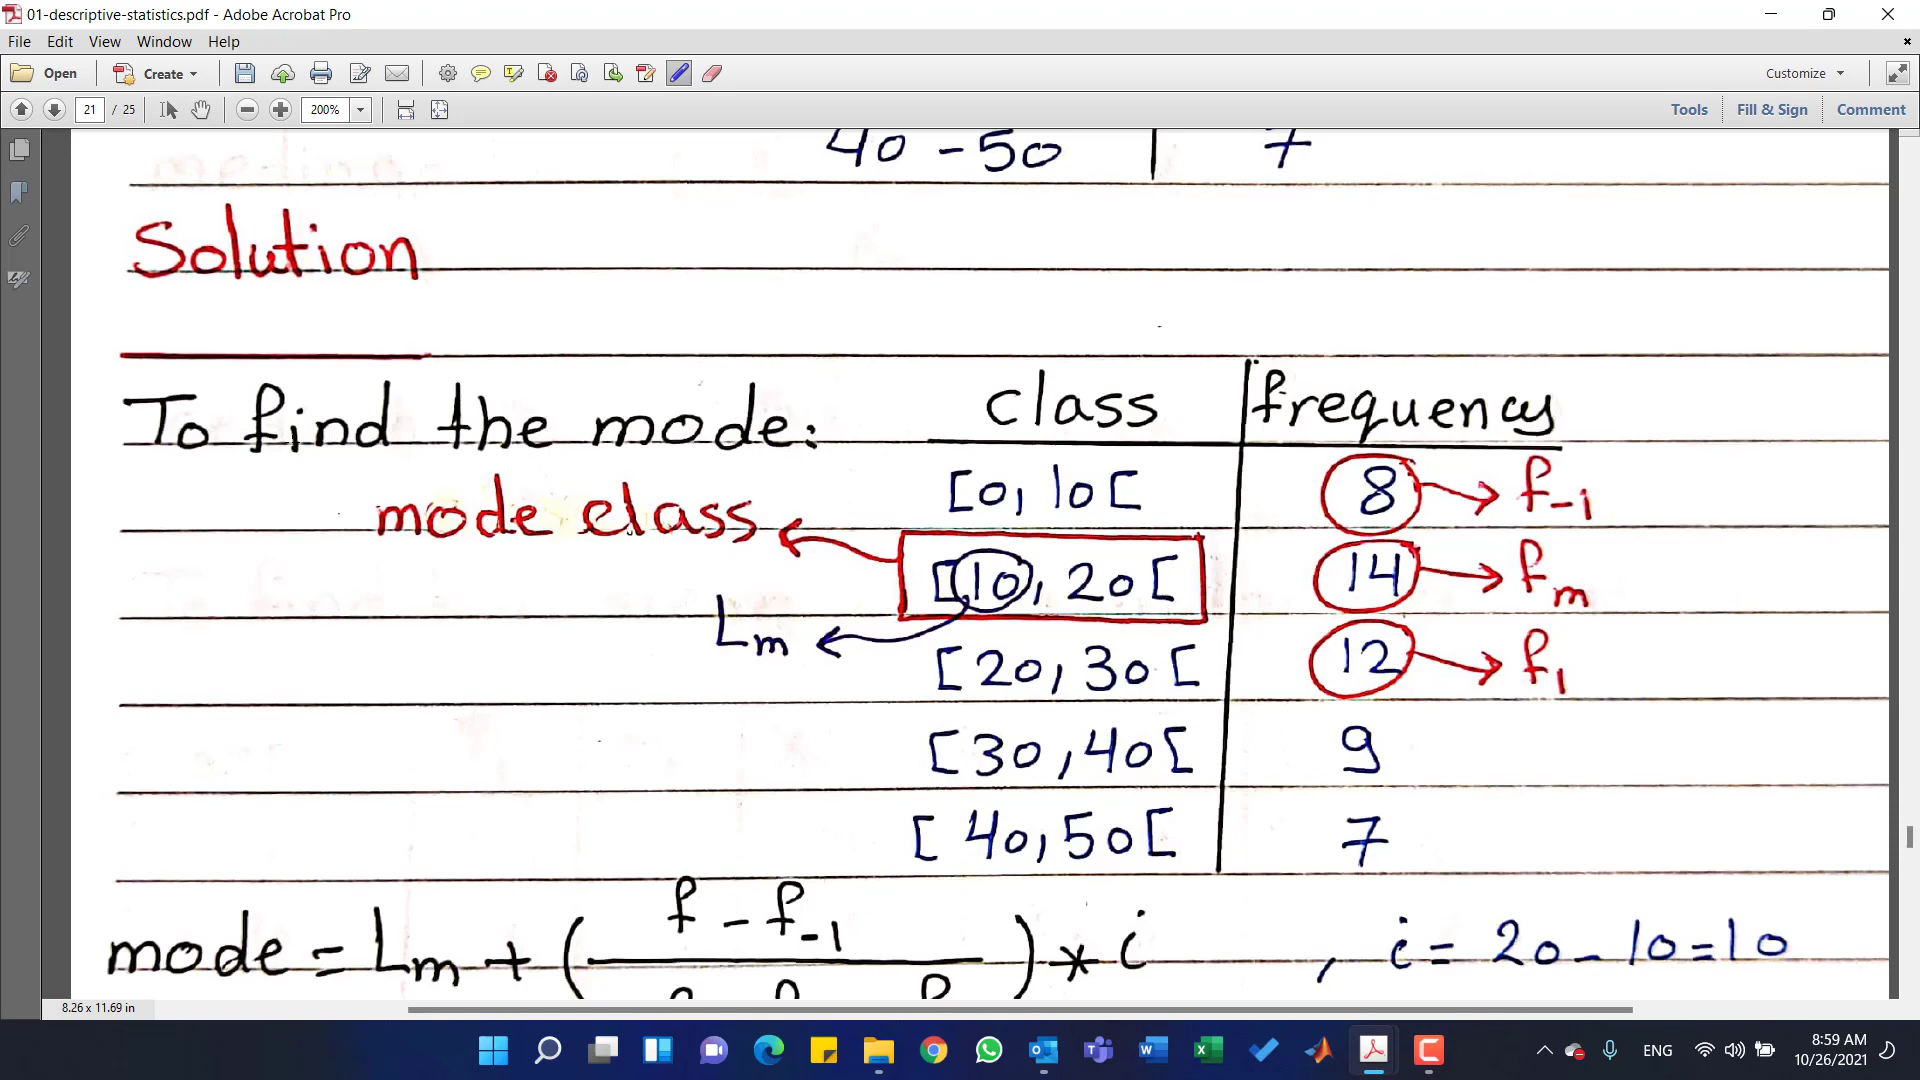 01-descriptive-statistics.pdf - Adobe Acrobat Pro
File Edit View Window Help
Open Create Customize
21 / 25 200% Tools Fill & Sign Comment
40 - 50 7
Solution
To find the mode: class frequency
[0, 10[ 8 f-1
mode class
[10, 20[ 14 fm
Lm
[20, 30[ 12 f1
[30, 40[ 9
[40, 50[ 7
f - f-1
mode = Lm + ( ) * i , i = 20 - 10 = 10
8.26 x 11.69 in
ENG 8:59 AM
10/26/2021